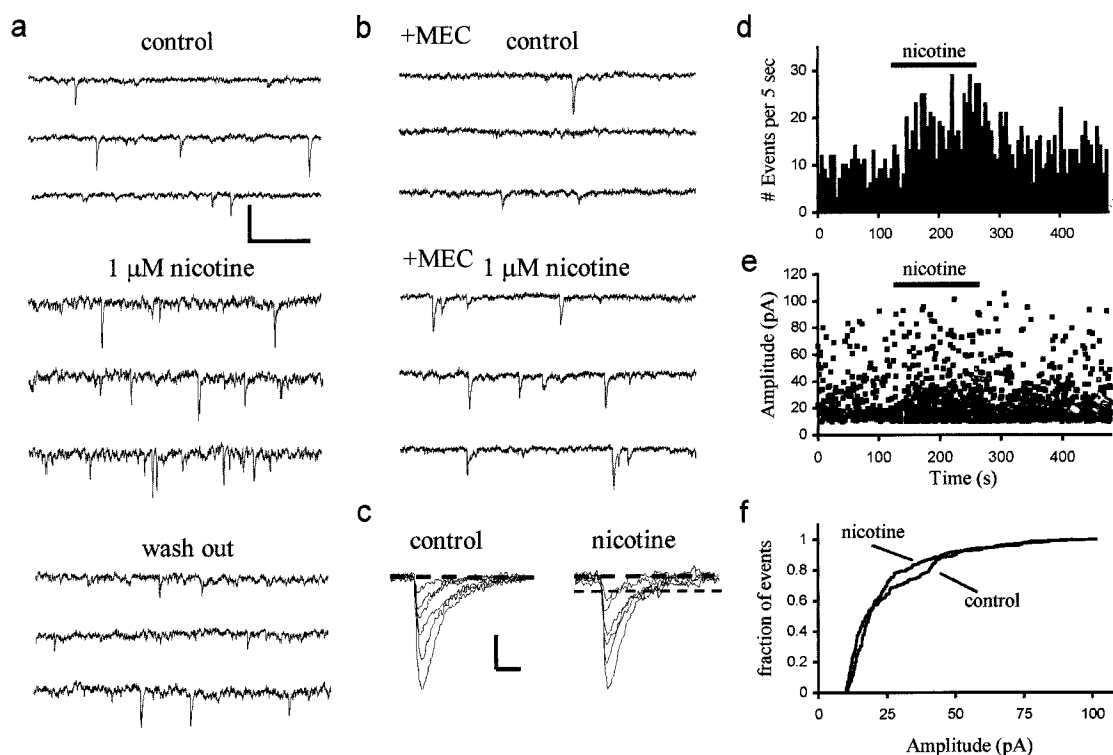 a
control
1 µM nicotine
wash out
b
+MEC
control
+MEC
1 µM nicotine
c
control
nicotine
d
nicotine
# Events per 5 sec
30
20
10
0
0
100
200
300
400
e
nicotine
Amplitude (pA)
120
100
80
60
40
20
0
0
100
200
300
400
Time (s)
f
nicotine
control
fraction of events
1
0.8
0.6
0.4
0.2
0
0
25
50
75
100
Amplitude (pA)